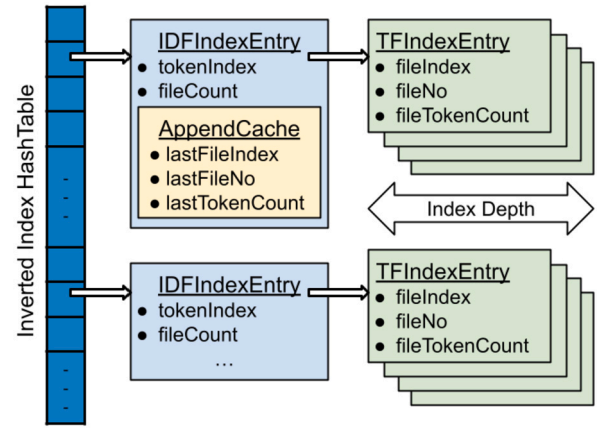 Inverted Index HashTable
IDFIndexEntry
● tokenIndex
● fileCount
AppendCache
● lastFileIndex
● lastFileNo
● lastTokenCount
TFIndexEntry
● fileIndex
● fileNo
● fileTokenCount
Index Depth
IDFIndexEntry
● tokenIndex
● fileCount
...
TFIndexEntry
● fileIndex
● fileNo
● fileTokenCount